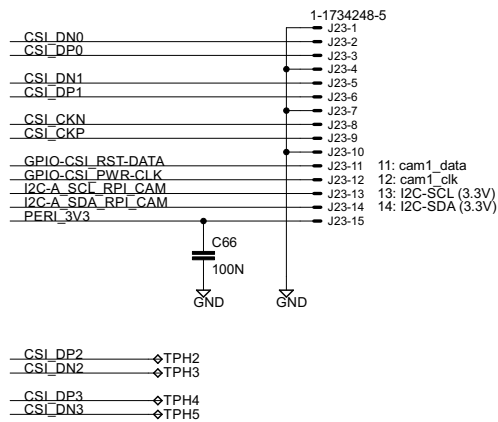 1-1734248-5
J23-1
CSI_DN0 J23-2
CSI_DP0 J23-3
J23-4
CSI_DN1 J23-5
CSI_DP1 J23-6
J23-7
CSI_CKN J23-8
CSI_CKP J23-9
J23-10
GPIO-CSI_RST-DATA J23-11 11: cam1_data
GPIO-CSI_PWR-CLK J23-12 12: cam1_clk
I2C-A_SCL_RPI_CAM J23-13 13: I2C-SCL (3.3V)
I2C-A_SDA_RPI_CAM J23-14 14: I2C-SDA (3.3V)
PERI_3V3 J23-15
C66
100N
GND GND
CSI_DP2 TPH2
CSI_DN2 TPH3
CSI_DP3 TPH4
CSI_DN3 TPH5